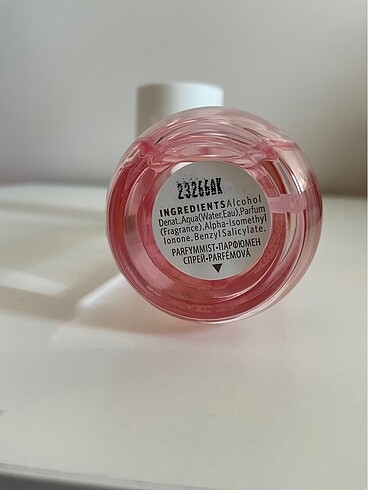 23266AK
INGREDIENTS Alcohol
Denat.,Aqua(Water,Eau),Parfum
(Fragrance),Alpha-Isomethyl
Ionone, Benzyl Salicylate.
PARFYMMIST•ПАРФЮМЕН
СПРЕЙ•PARFÉMOVÁ